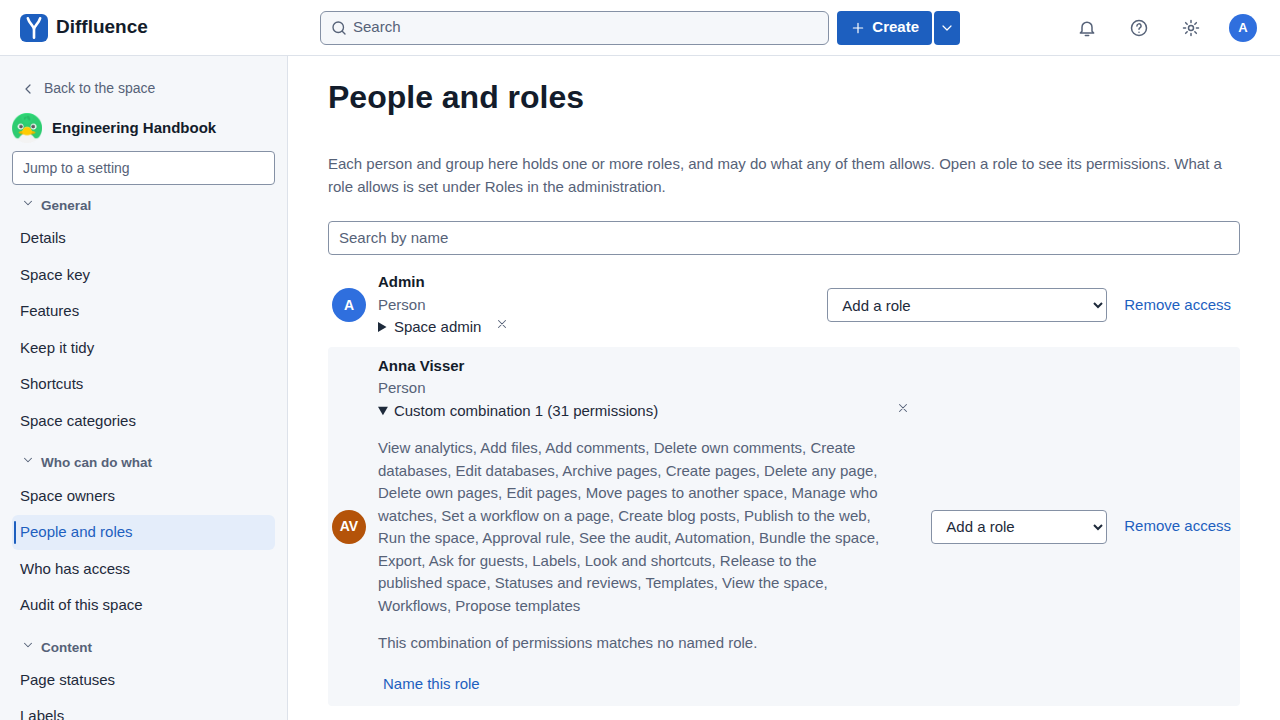 Diffluence
Search
Create
A
Back to the space
Engineering Handbook
Jump to a setting
General
Details
Space key
Features
Keep it tidy
Shortcuts
Space categories
Who can do what
Space owners
People and roles
Who has access
Audit of this space
Content
Page statuses
Labels
People and roles
Each person and group here holds one or more roles, and may do what any of them allows. Open a role to see its permissions. What a
role allows is set under Roles in the administration.
Search by name
A
Admin
Person
Space admin
Add a role
Remove access
AV
Anna Visser
Person
Custom combination 1 (31 permissions)
View analytics, Add files, Add comments, Delete own comments, Create
databases, Edit databases, Archive pages, Create pages, Delete any page,
Delete own pages, Edit pages, Move pages to another space, Manage who
watches, Set a workflow on a page, Create blog posts, Publish to the web,
Run the space, Approval rule, See the audit, Automation, Bundle the space,
Export, Ask for guests, Labels, Look and shortcuts, Release to the
published space, Statuses and reviews, Templates, View the space,
Workflows, Propose templates
This combination of permissions matches no named role.
Name this role
Add a role
Remove access